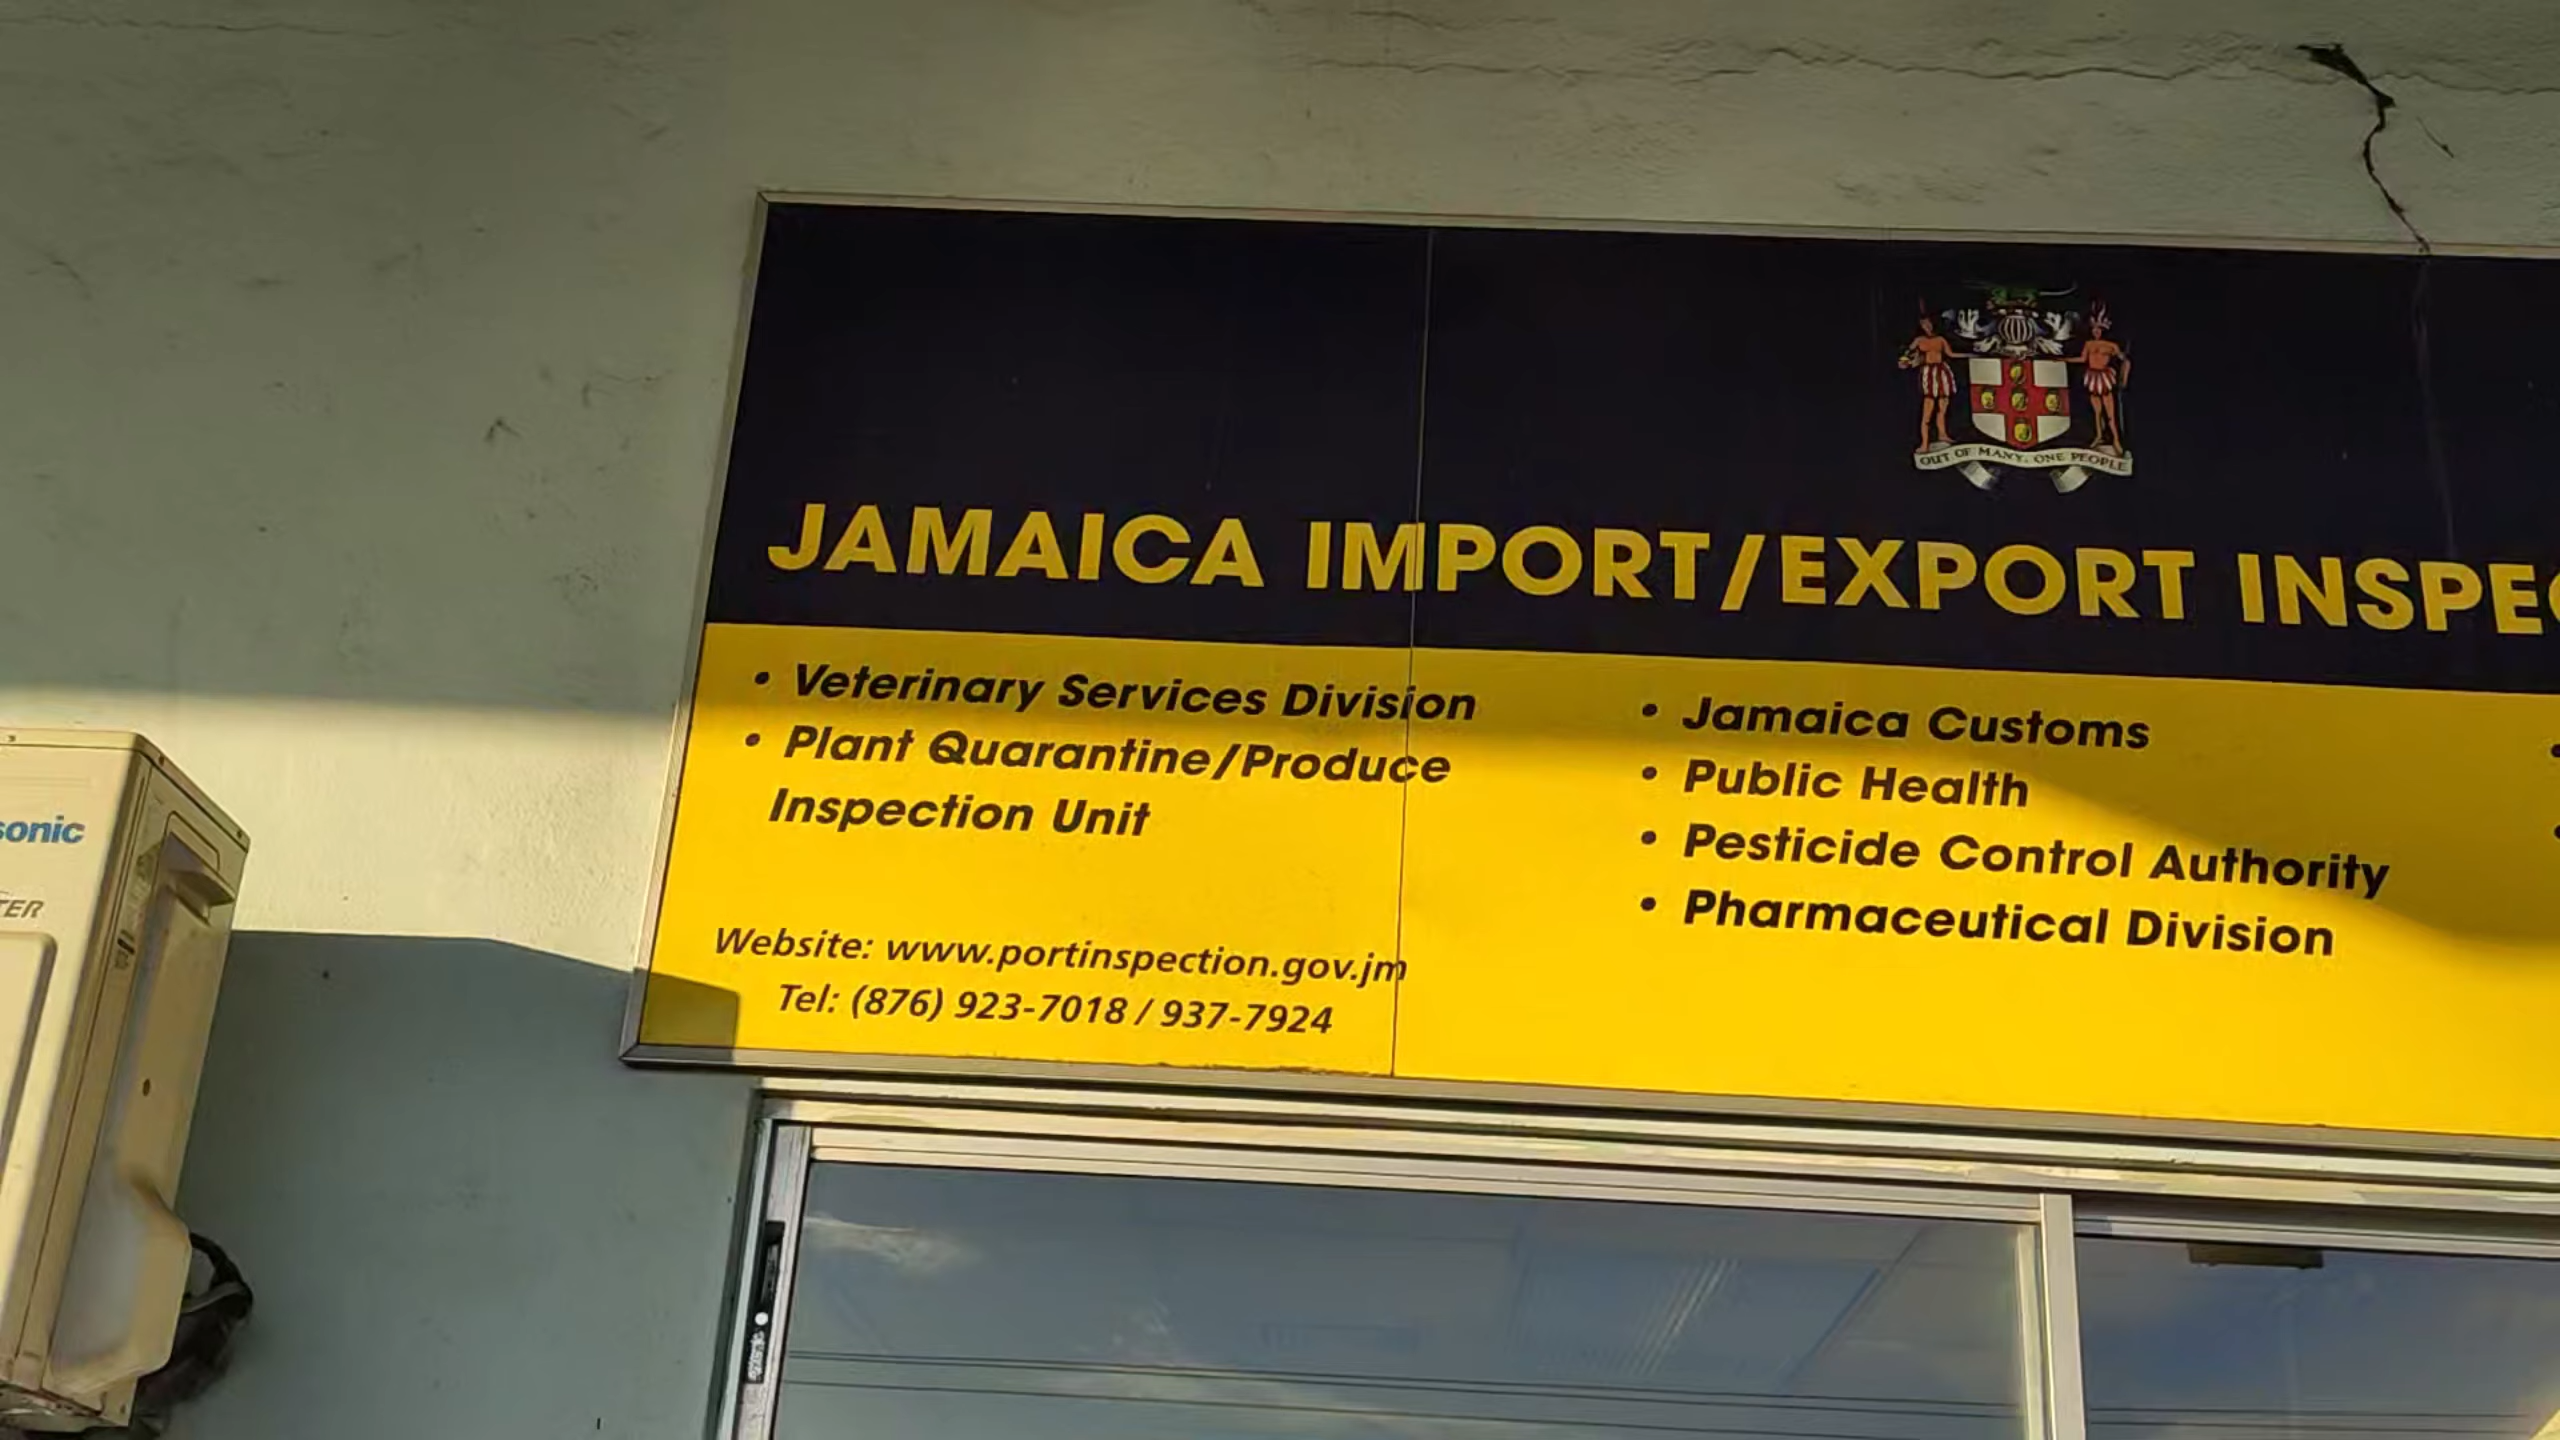 OUT OF MANY, ONE PEOPLE
JAMAICA IMPORT/EXPORT
• Veterinary Services Division
• Plant Quarantine/Produce
Inspection Unit
• Jamaica Customs
• Public Health
• Pesticide Control Authority
• Pharmaceutical Division
Website: www.portinspection.gov.jm
Tel: (876) 923-7018 / 937-7924
sonic
TER